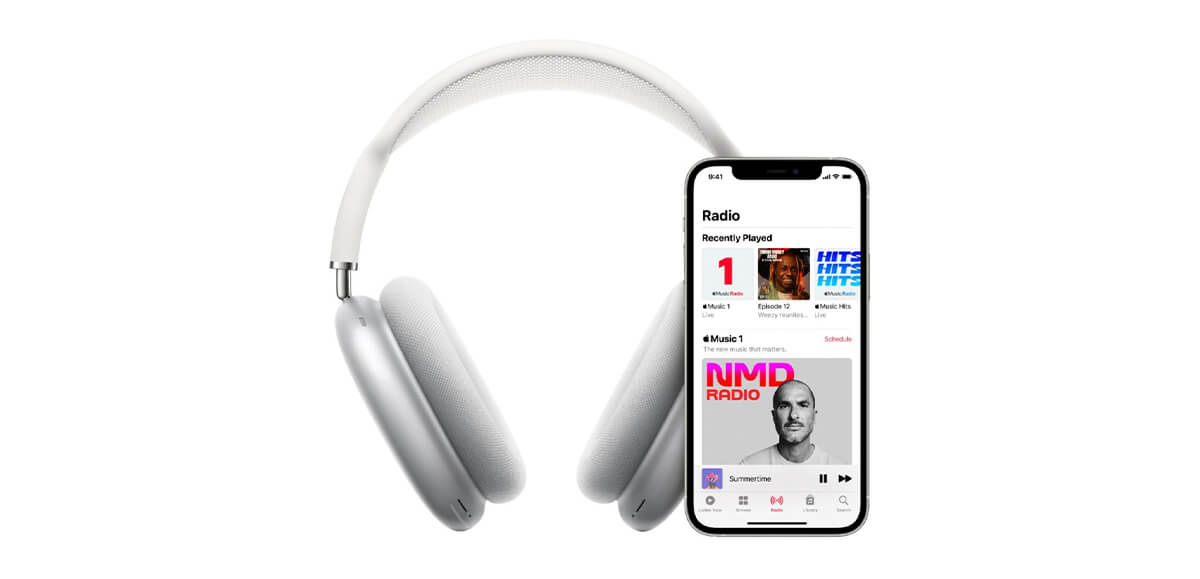 9:41
Radio
Recently Played
1
Music Radio
HITS
HITS
HITS
Music Radio
Music 1
Live
Episode 12
Weezy reunites...
Music Hits
Live
Music 1
Schedule
The new music that matters.
NMD
RADIO
Summertime
Listen Now
Browse
Radio
Library
Search